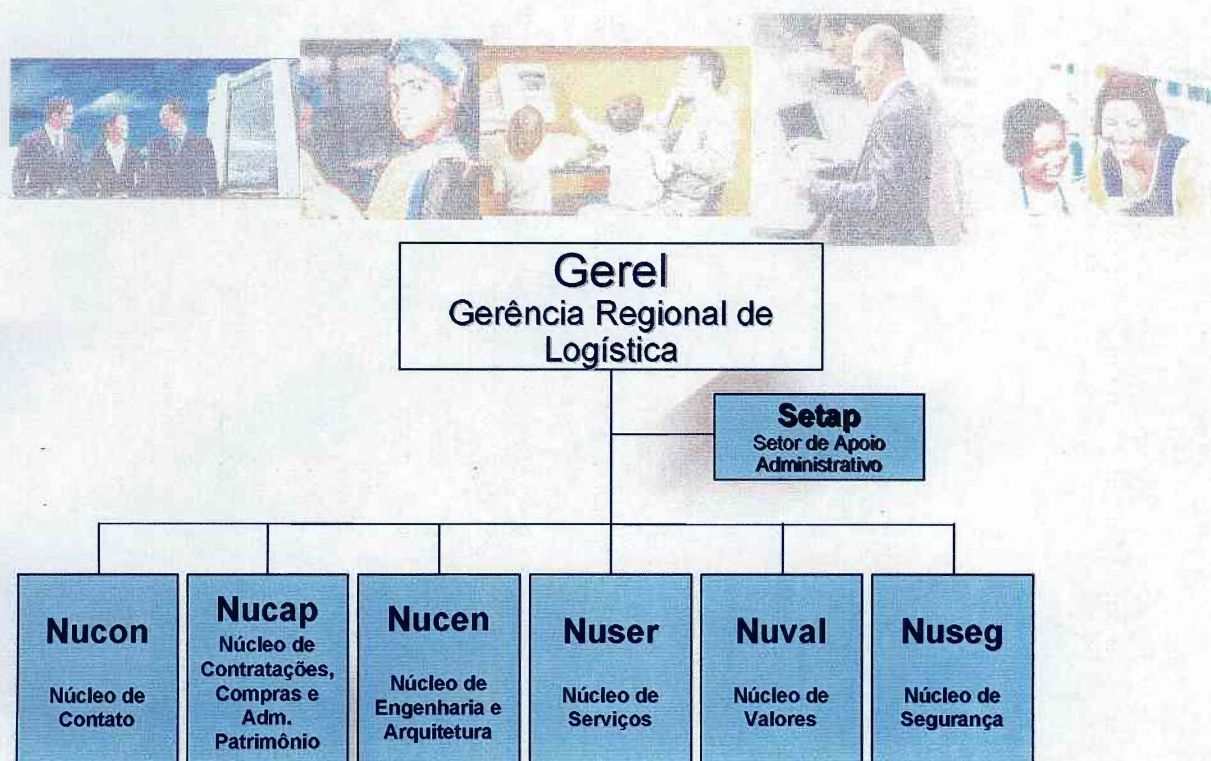 Gerel
Gerência Regional de
Logística
Setap
Setor de Apoio
Administrativo
Nucon
Núcleo de
Contato
Nucap
Núcleo de
Contratações,
Compras e
Adm.
Patrimônio
Nucen
Núcleo de
Engenharia e
Arquitetura
Nuser
Núcleo de
Serviços
Nuval
Núcleo de
Valores
Nuseg
Núcleo de
Segurança